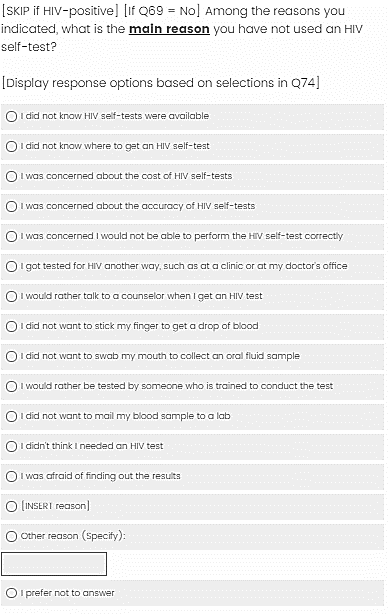 [SKIP if HIV-positive] [If Q69 = No] Among the reasons you
indicated, what is the main reason you have not used an HIV
self-test?
[Display response options based on selections in Q74]
I did not know HIV self-tests were available
I did not know where to get an HIV self-test
I was concerned about the cost of HIV self-tests
I was concerned about the accuracy of HIV self-tests
I was concerned I would not be able to perform the HIV self-test correctly
I got tested for HIV another way, such as at a clinic or at my doctor's office
I would rather talk to a counselor when I get an HIV test
I did not want to stick my finger to get a drop of blood
I did not want to swab my mouth to collect an oral fluid sample
I would rather be tested by someone who is trained to conduct the test
I did not want to mail my blood sample to a lab
I didn't think I needed an HIV test
I was afraid of finding out the results
[INSERT reason]
Other reason (Specify):
I prefer not to answer